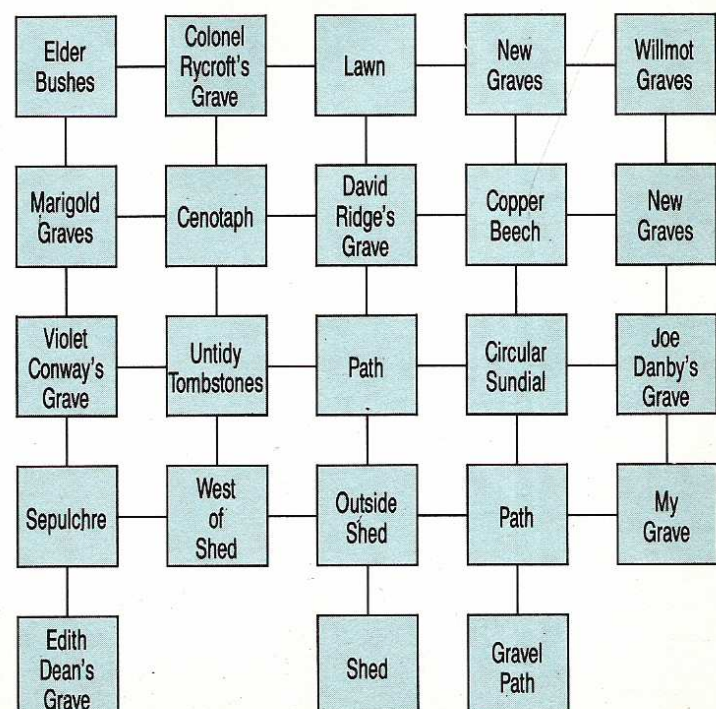 Elder
Bushes
Colonel
Rycroft's
Grave
Lawn
New
Graves
Willmot
Graves
Marigold
Graves
Cenotaph
David
Ridge's
Grave
Copper
Beech
New
Graves
Violet
Conway's
Grave
Untidy
Tombstones
Path
Circular
Sundial
Joe
Danby's
Grave
Sepulchre
West
of
Shed
Outside
Shed
Path
My
Grave
Edith
Dean's
Grave
Shed
Gravel
Path